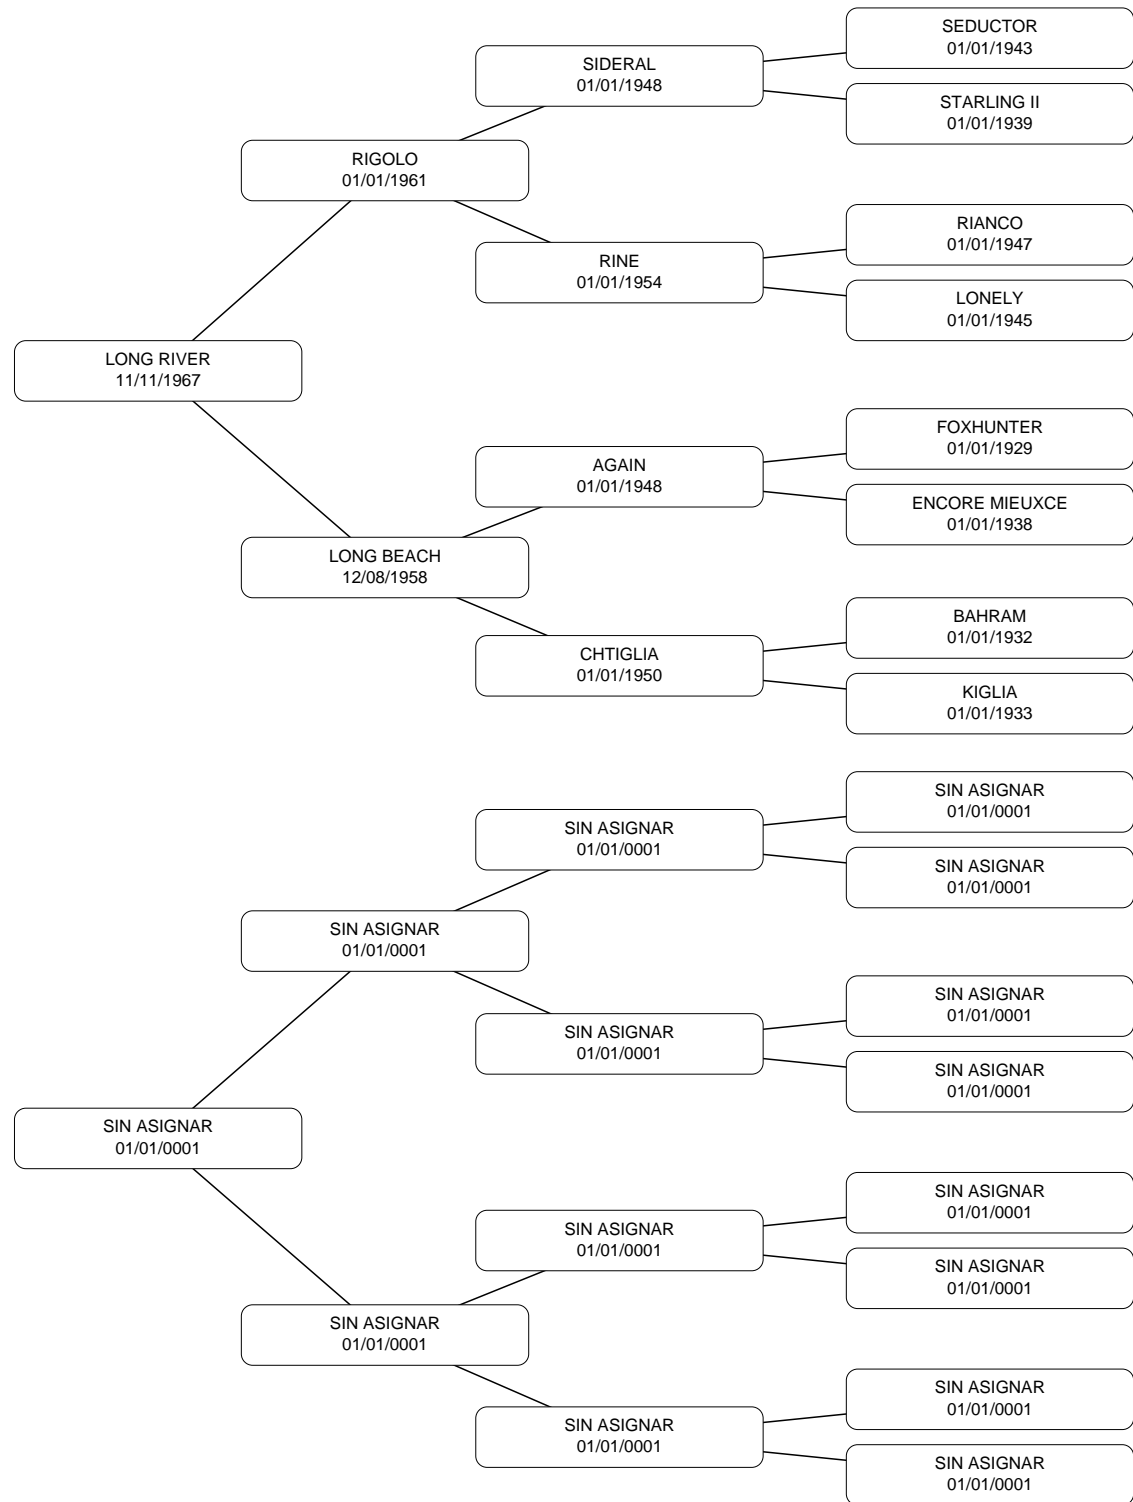 SEDUCTOR
01/01/1943
SIDERAL
01/01/1948
STARLING II
01/01/1939
RIGOLO
01/01/1961
RIANCO
01/01/1947
RINE
01/01/1954
LONELY
01/01/1945
LONG RIVER
11/11/1967
FOXHUNTER
01/01/1929
AGAIN
01/01/1948
ENCORE MIEUXCE
01/01/1938
LONG BEACH
12/08/1958
BAHRAM
01/01/1932
CHTIGLIA
01/01/1950
KIGLIA
01/01/1933
SIN ASIGNAR
01/01/0001
SIN ASIGNAR
01/01/0001
SIN ASIGNAR
01/01/0001
SIN ASIGNAR
01/01/0001
SIN ASIGNAR
01/01/0001
SIN ASIGNAR
01/01/0001
SIN ASIGNAR
01/01/0001
SIN ASIGNAR
01/01/0001
SIN ASIGNAR
01/01/0001
SIN ASIGNAR
01/01/0001
SIN ASIGNAR
01/01/0001
SIN ASIGNAR
01/01/0001
SIN ASIGNAR
01/01/0001
SIN ASIGNAR
01/01/0001
SIN ASIGNAR
01/01/0001